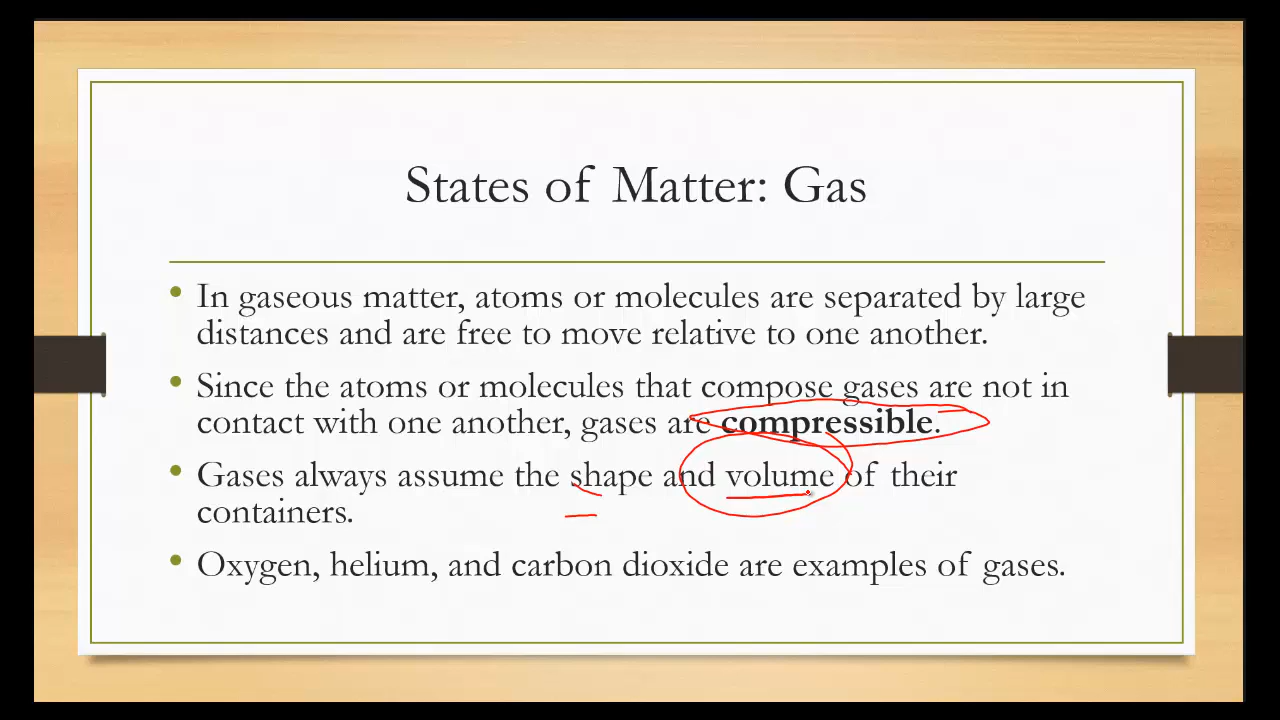 States of Matter: Gas
• In gaseous matter, atoms or molecules are separated by large
distances and are free to move relative to one another.
• Since the atoms or molecules that compose gases are not in
contact with one another, gases are compressible.
• Gases always assume the shape and volume of their
containers.
• Oxygen, helium, and carbon dioxide are examples of gases.